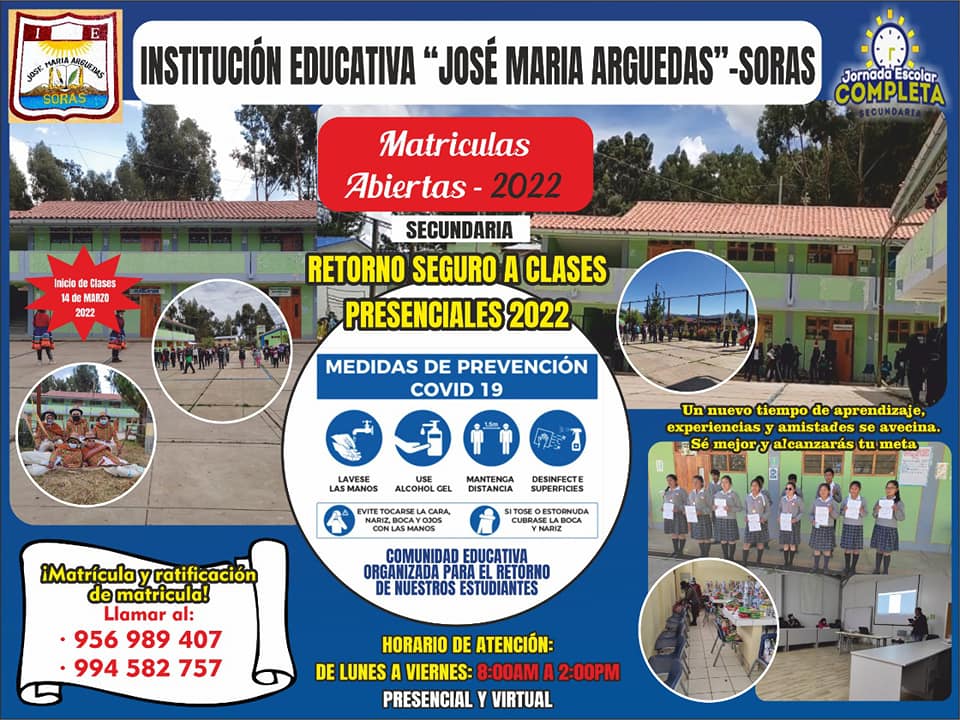 I E
JOSE MARIA ARGUEDAS
SORAS
INSTITUCIÓN EDUCATIVA “JOSÉ MARIA ARGUEDAS”-SORAS
Jornada Escolar
COMPLETA
SECUNDARIA
Matriculas
Abiertas - 2022
SECUNDARIA
RETORNO SEGURO A CLASES
PRESENCIALES 2022
Inicio de Clases
14 de MARZO
2022
MEDIDAS DE PREVENCIÓN
COVID 19
1,5m
LAVESE
LAS MANOS
USE
ALCOHOL GEL
MANTENGA
DISTANCIA
DESINFECTE
SUPERFICIES
EVITE TOCARSE LA CARA,
NARIZ, BOCA Y OJOS
CON LAS MANOS
SI TOSE O ESTORNUDA
CUBRASE LA BOCA
Y NARIZ
COMUNIDAD EDUCATIVA
ORGANIZADA PARA EL RETORNO
DE NUESTROS ESTUDIANTES
Un nuevo tiempo de aprendizaje,
experiencias y amistades se avecina.
Sé mejor y alcanzarás tu meta
¡Matrícula y ratificación
de matricula!
Llamar al:
· 956 989 407
· 994 582 757
HORARIO DE ATENCIÓN:
DE LUNES A VIERNES: 8:00AM A 2:00PM
PRESENCIAL Y VIRTUAL